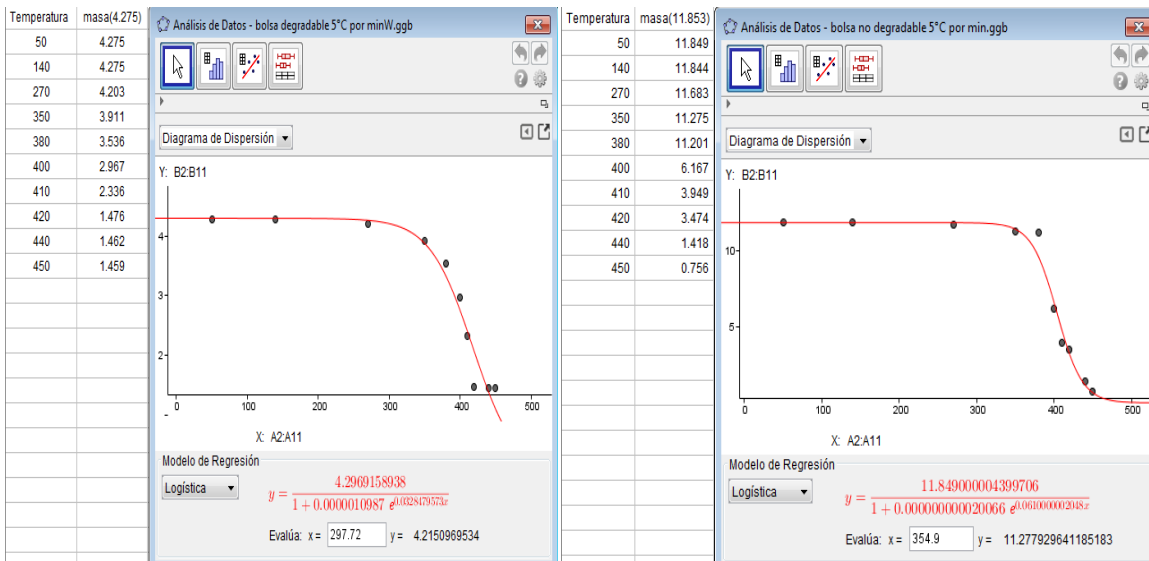 Temperatura masa(4.275)
50 4.275
140 4.275
270 4.203
350 3.911
380 3.536
400 2.967
410 2.336
420 1.476
440 1.462
450 1.459
Análisis de Datos - bolsa degradable 5°C por minW.ggb
Diagrama de Dispersión
Y: B2:B11
4
3
2
0 100 200 300 400 500
X: A2:A11
Modelo de Regresión
Logística
y = 4.2969158938 / 1 + 0.0000010987 e^0.0328479573x
Evalúa: x = 297.72 y = 4.2150969534
Temperatura masa(11.853)
50 11.849
140 11.844
270 11.683
350 11.275
380 11.201
400 6.167
410 3.949
420 3.474
440 1.418
450 0.756
Análisis de Datos - bolsa no degradable 5°C por min.ggb
Diagrama de Dispersión
Y: B2:B11
10
5
0 100 200 300 400 500
X: A2:A11
Modelo de Regresión
Logística
y = 11.849000004399706 / 1 + 0.000000000020066 e^0.0610000002048x
Evalúa: x = 354.9 y = 11.277929641185183